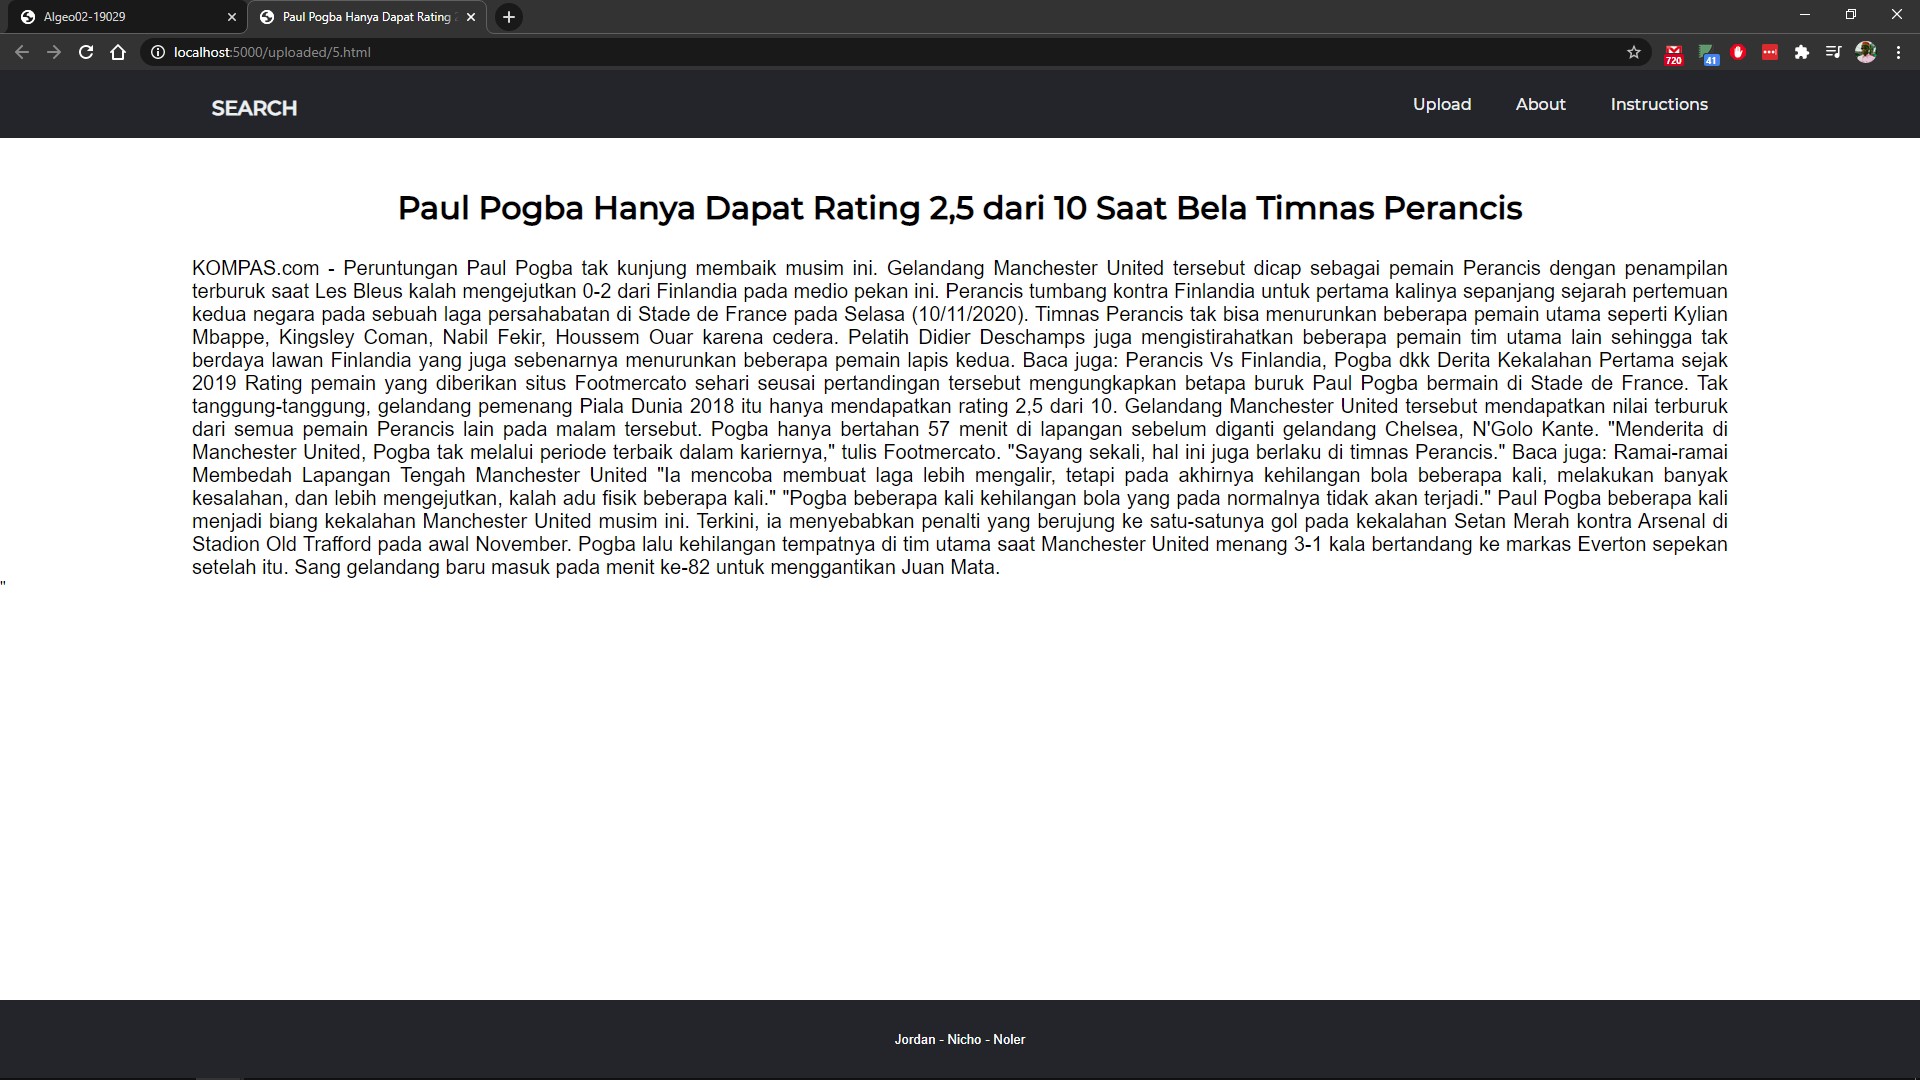 Algeo02-19029
Paul Pogba Hanya Dapat Rating
localhost:5000/uploaded/5.html
720
41
SEARCH
Upload
About
Instructions
Paul Pogba Hanya Dapat Rating 2,5 dari 10 Saat Bela Timnas Perancis
KOMPAS.com - Peruntungan Paul Pogba tak kunjung membaik musim ini. Gelandang Manchester United tersebut dicap sebagai pemain Perancis dengan penampilan
terburuk saat Les Bleus kalah mengejutkan 0-2 dari Finlandia pada medio pekan ini. Perancis tumbang kontra Finlandia untuk pertama kalinya sepanjang sejarah pertemuan
kedua negara pada sebuah laga persahabatan di Stade de France pada Selasa (10/11/2020). Timnas Perancis tak bisa menurunkan beberapa pemain utama seperti Kylian
Mbappe, Kingsley Coman, Nabil Fekir, Houssem Ouar karena cedera. Pelatih Didier Deschamps juga mengistirahatkan beberapa pemain tim utama lain sehingga tak
berdaya lawan Finlandia yang juga sebenarnya menurunkan beberapa pemain lapis kedua. Baca juga: Perancis Vs Finlandia, Pogba dkk Derita Kekalahan Pertama sejak
2019 Rating pemain yang diberikan situs Footmercato sehari seusai pertandingan tersebut mengungkapkan betapa buruk Paul Pogba bermain di Stade de France. Tak
tanggung-tanggung, gelandang pemenang Piala Dunia 2018 itu hanya mendapatkan rating 2,5 dari 10. Gelandang Manchester United tersebut mendapatkan nilai terburuk
dari semua pemain Perancis lain pada malam tersebut. Pogba hanya bertahan 57 menit di lapangan sebelum diganti gelandang Chelsea, N'Golo Kante. "Menderita di
Manchester United, Pogba tak melalui periode terbaik dalam kariernya," tulis Footmercato. "Sayang sekali, hal ini juga berlaku di timnas Perancis." Baca juga: Ramai-ramai
Membedah Lapangan Tengah Manchester United "Ia mencoba membuat laga lebih mengalir, tetapi pada akhirnya kehilangan bola beberapa kali, melakukan banyak
kesalahan, dan lebih mengejutkan, kalah adu fisik beberapa kali." "Pogba beberapa kali kehilangan bola yang pada normalnya tidak akan terjadi." Paul Pogba beberapa kali
menjadi biang kekalahan Manchester United musim ini. Terkini, ia menyebabkan penalti yang berujung ke satu-satunya gol pada kekalahan Setan Merah kontra Arsenal di
Stadion Old Trafford pada awal November. Pogba lalu kehilangan tempatnya di tim utama saat Manchester United menang 3-1 kala bertandang ke markas Everton sepekan
setelah itu. Sang gelandang baru masuk pada menit ke-82 untuk menggantikan Juan Mata.
"
Jordan - Nicho - Noler